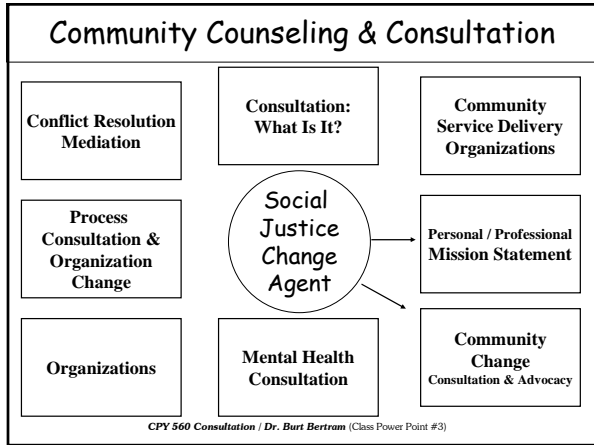 Community Counseling & Consultation
Conflict Resolution
Mediation
Consultation:
What Is It?
Community
Service Delivery
Organizations
Process
Consultation &
Organization
Change
Social
Justice
Change
Agent
Personal / Professional
Mission Statement
Organizations
Mental Health
Consultation
Community
Change
Consultation & Advocacy
CPY 560 Consultation / Dr. Burt Bertram (Class Power Point #3)